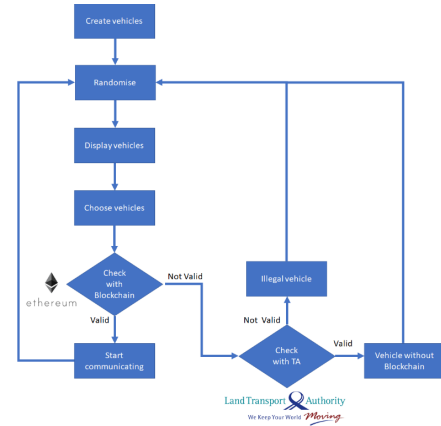 Create vehicles
Randomise
Display vehicles
Choose vehicles
Check
with
Blockchain
Not Valid
ethereum
Valid
Start
communicating
Illegal vehicle
Not Valid
Check
with TA
Valid
Vehicle without
Blockchain
Land Transport Authority
We Keep Your World Moving